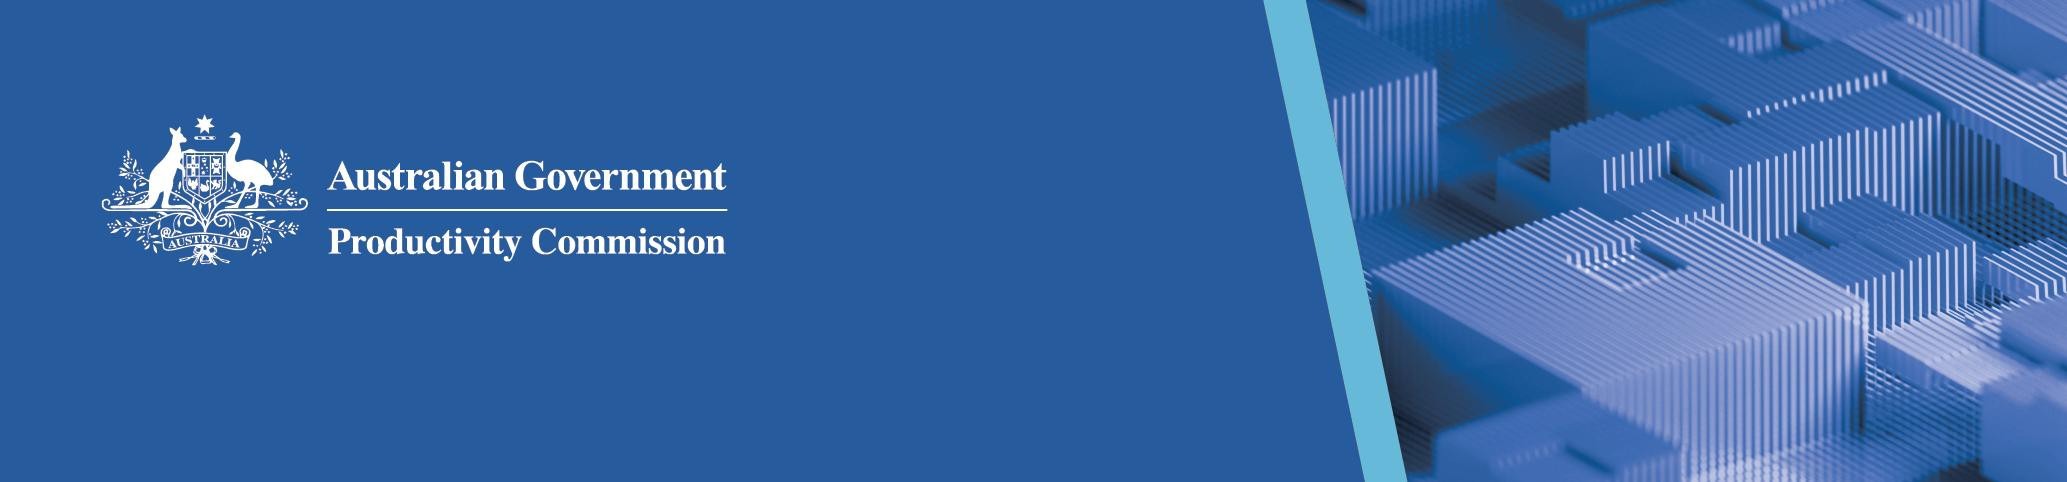 Australian Government
Productivity Commission
AUSTRALIA